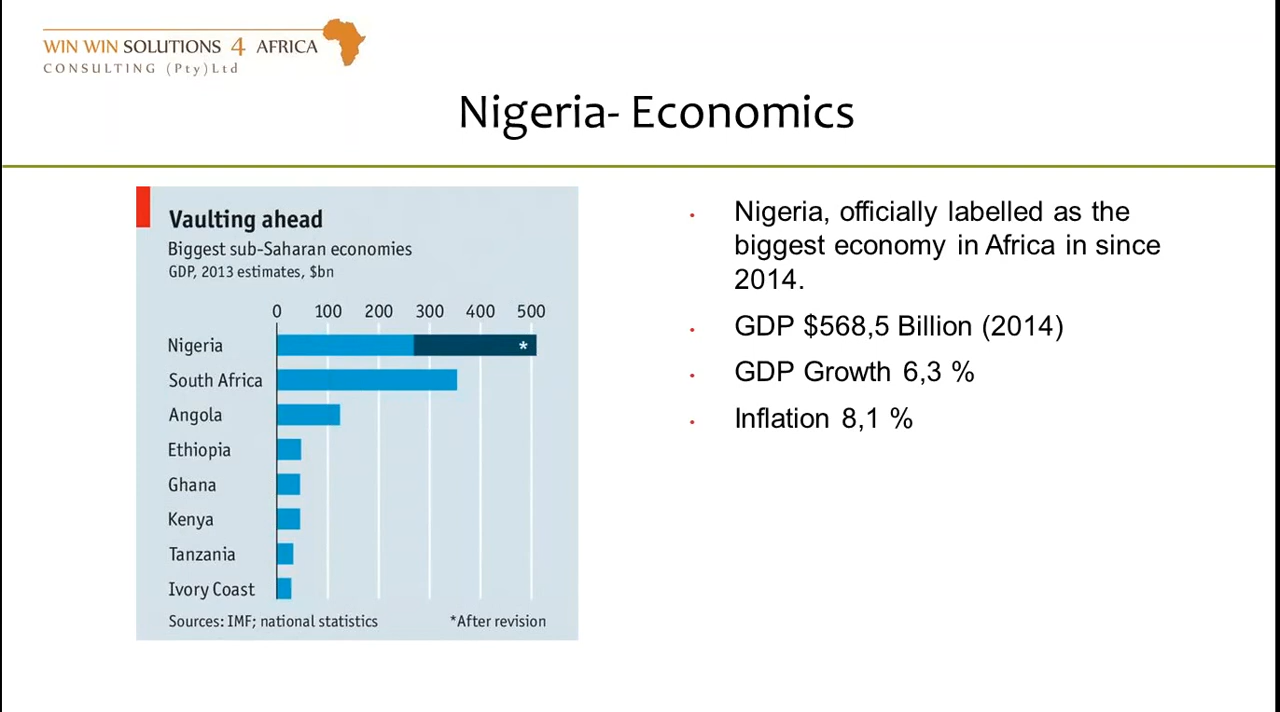 WIN WIN SOLUTIONS 4 AFRICA
CONSULTING (Pty)Ltd
Nigeria- Economics
Vaulting ahead
Biggest sub-Saharan economies
GDP, 2013 estimates, $bn
0 100 200 300 400 500
Nigeria *
South Africa
Angola
Ethiopia
Ghana
Kenya
Tanzania
Ivory Coast
Sources: IMF; national statistics *After revision
• Nigeria, officially labelled as the
biggest economy in Africa in since
2014.
• GDP $568,5 Billion (2014)
• GDP Growth 6,3 %
• Inflation 8,1 %